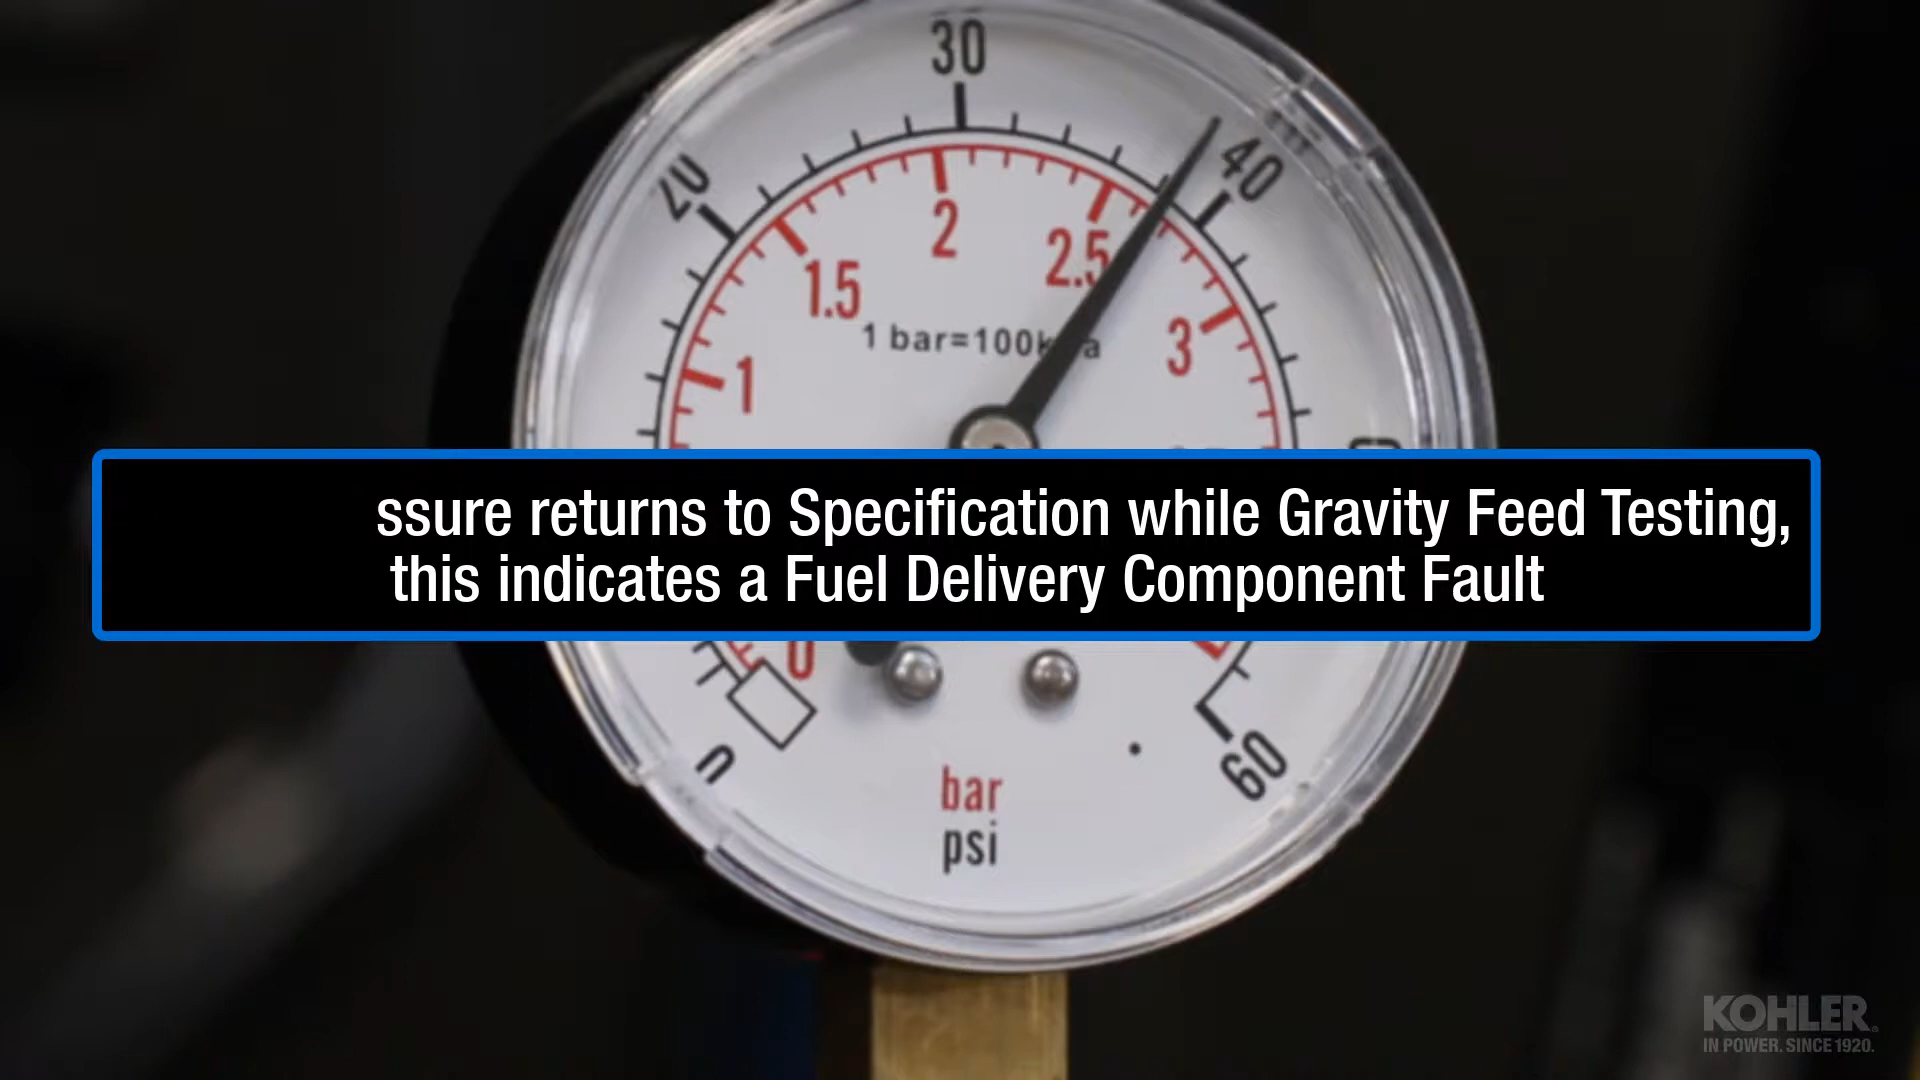 30
20
40
2
2.5
1.5
1 bar=100k a
3
1
ssure returns to Specification while Gravity Feed Testing,
this indicates a Fuel Delivery Component Fault
0
0
60
bar
psi
KOHLER
IN POWER. SINCE 1920.